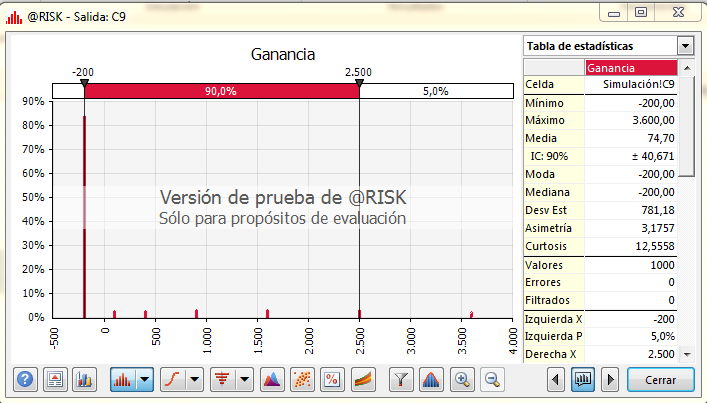 @RISK - Salida: C9
Ganancia
-200 2.500
90,0% 5,0%
90%
80%
70%
60%
50%
40%
30%
20%
10%
0%
-500 0 500 1.000 1.500 2.000 2.500 3.000 3.500 4.000
Versión de prueba de @RISK
Sólo para propósitos de evaluación
Tabla de estadísticas
Ganancia
Celda Simulación!C9
Mínimo -200,00
Máximo 3.600,00
Media 74,70
IC: 90% ± 40,671
Moda -200,00
Mediana -200,00
Desv Est 781,18
Asimetría 3,1757
Curtosis 12,5558
Valores 1000
Errores 0
Filtrados 0
Izquierda X -200
Izquierda P 5,0%
Derecha X 2.500
Cerrar